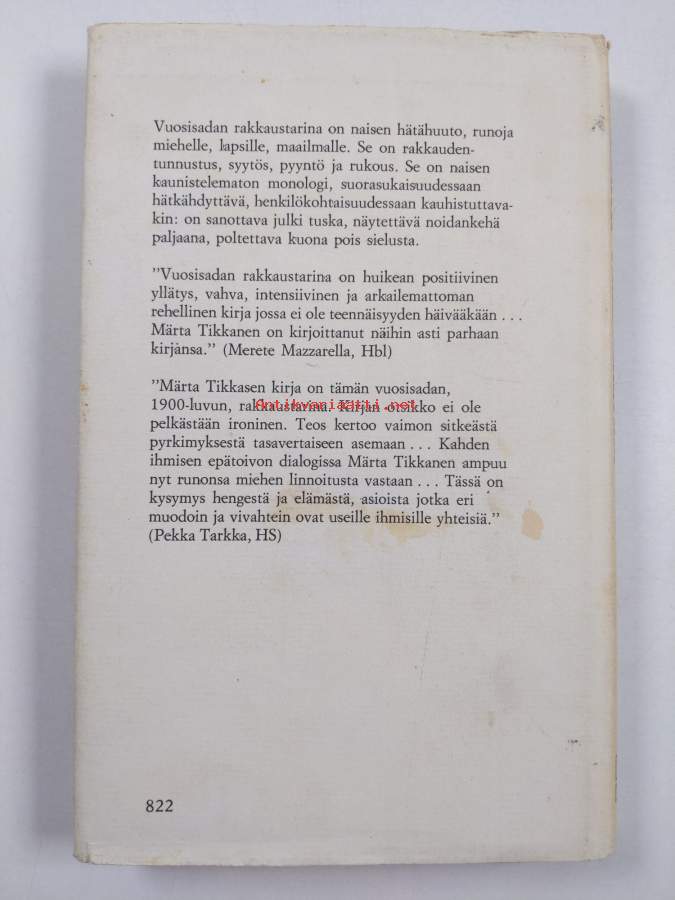 Vuosisadan rakkaustarina on naisen hätähuuto, runoja
miehelle, lapsille, maailmalle. Se on rakkauden-
tunnustus, syytös, pyyntö ja rukous. Se on naisen
kaunistelematon monologi, suorasukaisuudessaan
hätkähdyttävä, henkilökohtaisuudessaan kauhistuttava-
kin: on sanottava julki tuska, näytettävä noidankehä
paljaana, poltettava kuona pois sielusta.
”Vuosisadan rakkaustarina on huikean positiivinen
yllätys, vahva, intensiivinen ja arkailemattoman
rehellinen kirja jossa ei ole teennäisyyden häivääkään . . .
Märta Tikkanen on kirjoittanut näihin asti parhaan
kirjansa.” (Merete Mazzarella, Hbl)
”Märta Tikkasen kirja on tämän vuosisadan,
1900-luvun, rakkaustarina. Kirjan otsikko ei ole
Antikvariaatti.net
pelkästään ironinen. Teos kertoo vaimon sitkeästä
pyrkimyksestä tasavertaiseen asemaan . . . Kahden
ihmisen epätoivon dialogissa Märta Tikkanen ampuu
nyt runonsa miehen linnoitusta vastaan . . . Tässä on
kysymys hengestä ja elämästä, asioista jotka eri
muodoin ja vivahtein ovat useille ihmisille yhteisiä.”
(Pekka Tarkka, HS)
822